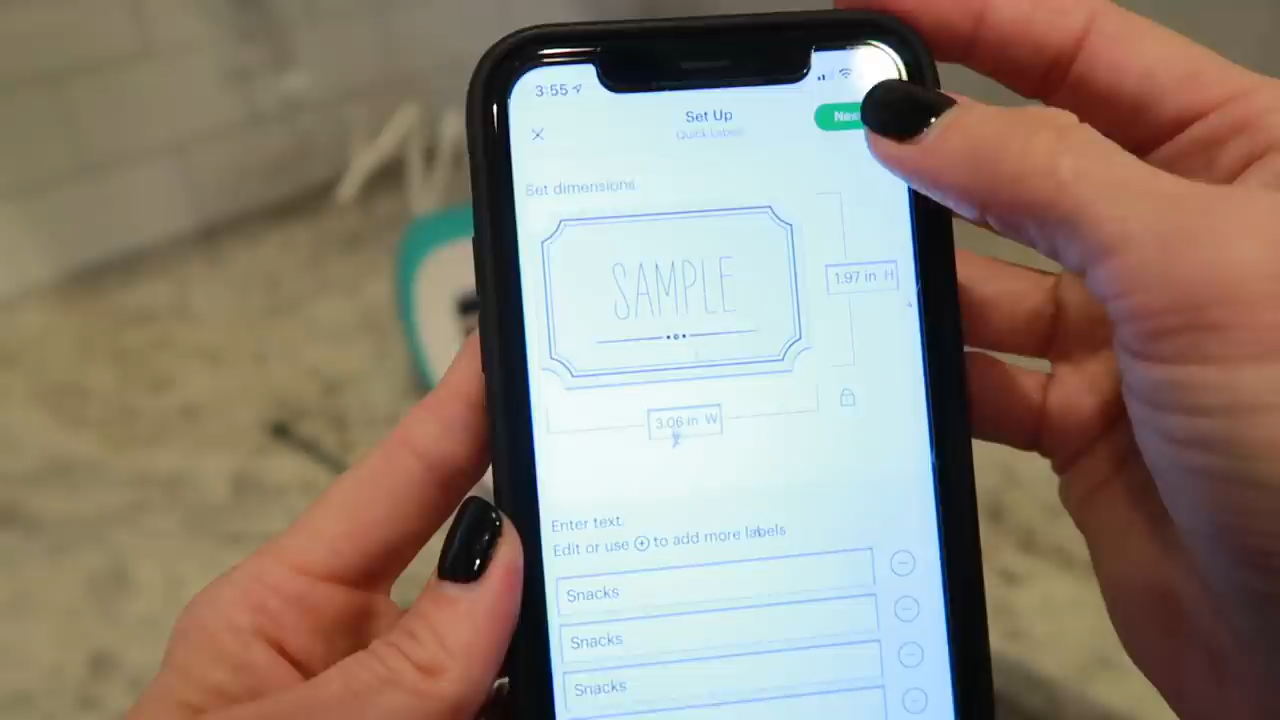 3:55
Set Up
Quick Labels
Set dimensions
SAMPLE
1.97 in H
3.06 in W
Enter text.
Edit or use + to add more labels
Snacks
Snacks
Snacks